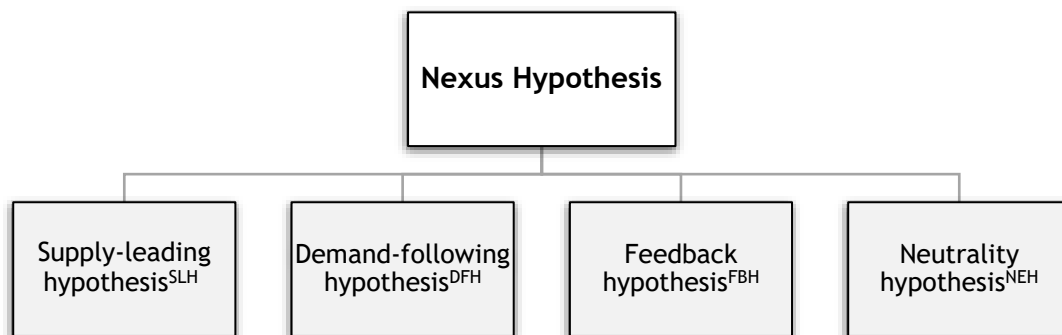 Nexus Hypothesis
Supply-leading
hypothesisSLH
Demand-following
hypothesisDFH
Feedback
hypothesisFBH
Neutrality
hypothesisNEH